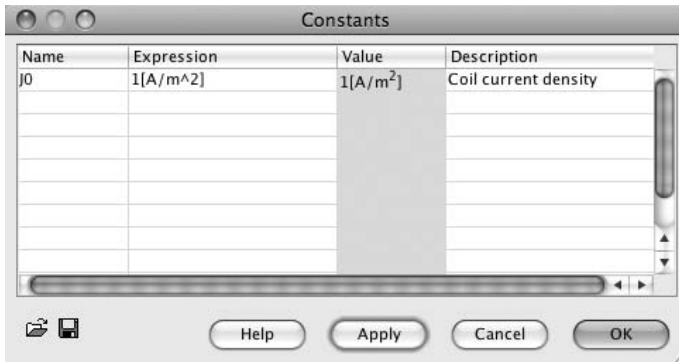 Constants
Name Expression Value Description
J0 1[A/m^2] 1[A/m²] Coil current density
Help Apply Cancel OK